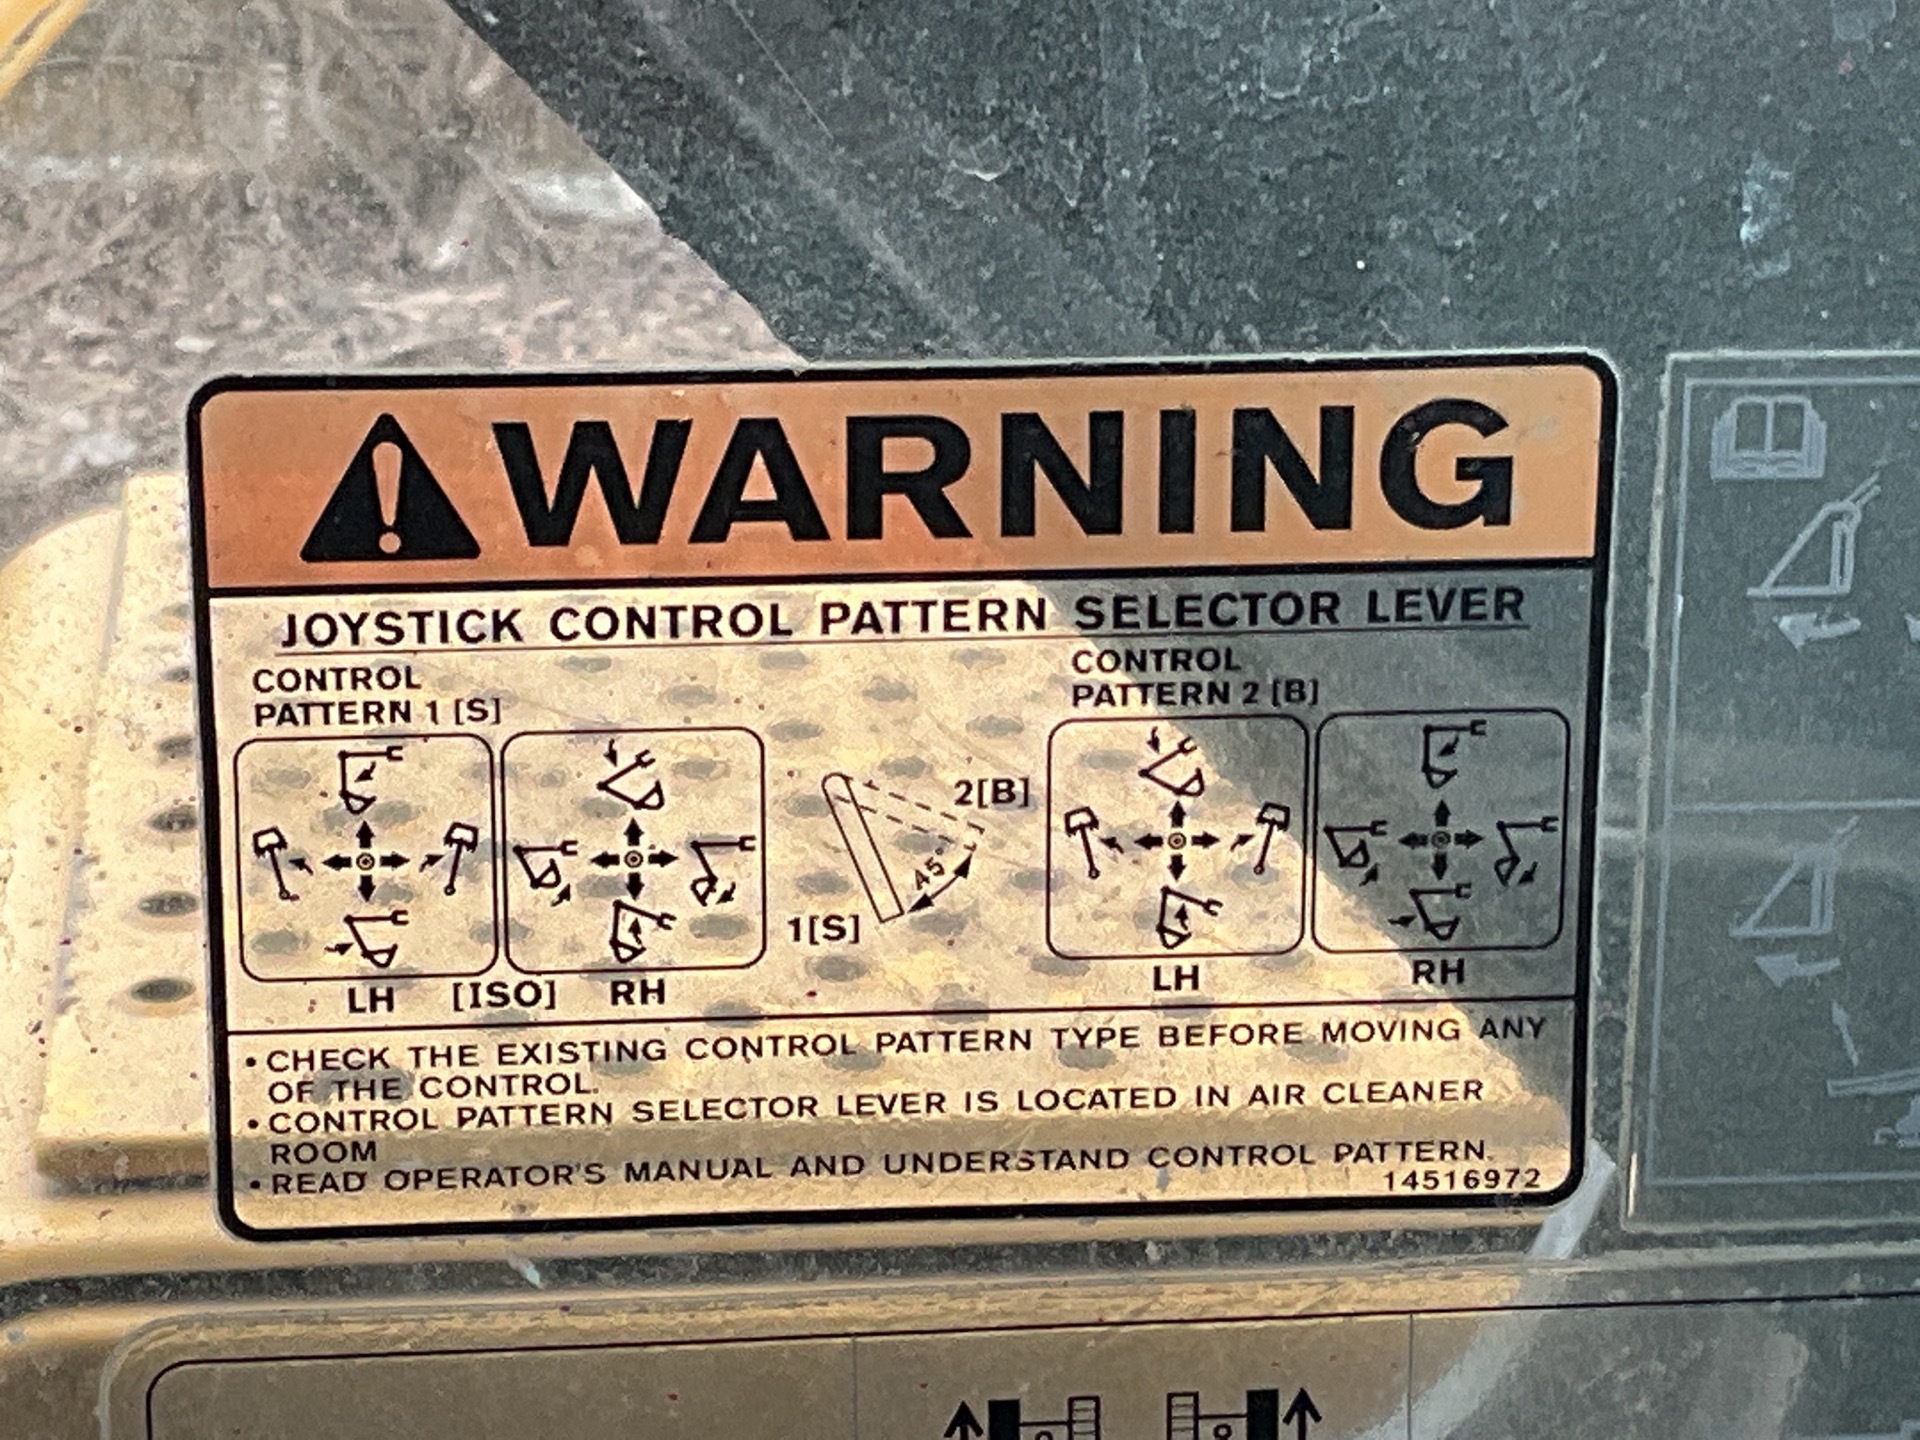 WARNING
JOYSTICK CONTROL PATTERN SELECTOR LEVER
CONTROL
PATTERN 1 [S]
CONTROL
PATTERN 2 [B]
2[B]
45°
1[S]
LH [ISO] RH
LH RH
• CHECK THE EXISTING CONTROL PATTERN TYPE BEFORE MOVING ANY
OF THE CONTROL.
• CONTROL PATTERN SELECTOR LEVER IS LOCATED IN AIR CLEANER
ROOM
• READ OPERATOR'S MANUAL AND UNDERSTAND CONTROL PATTERN.
14516972